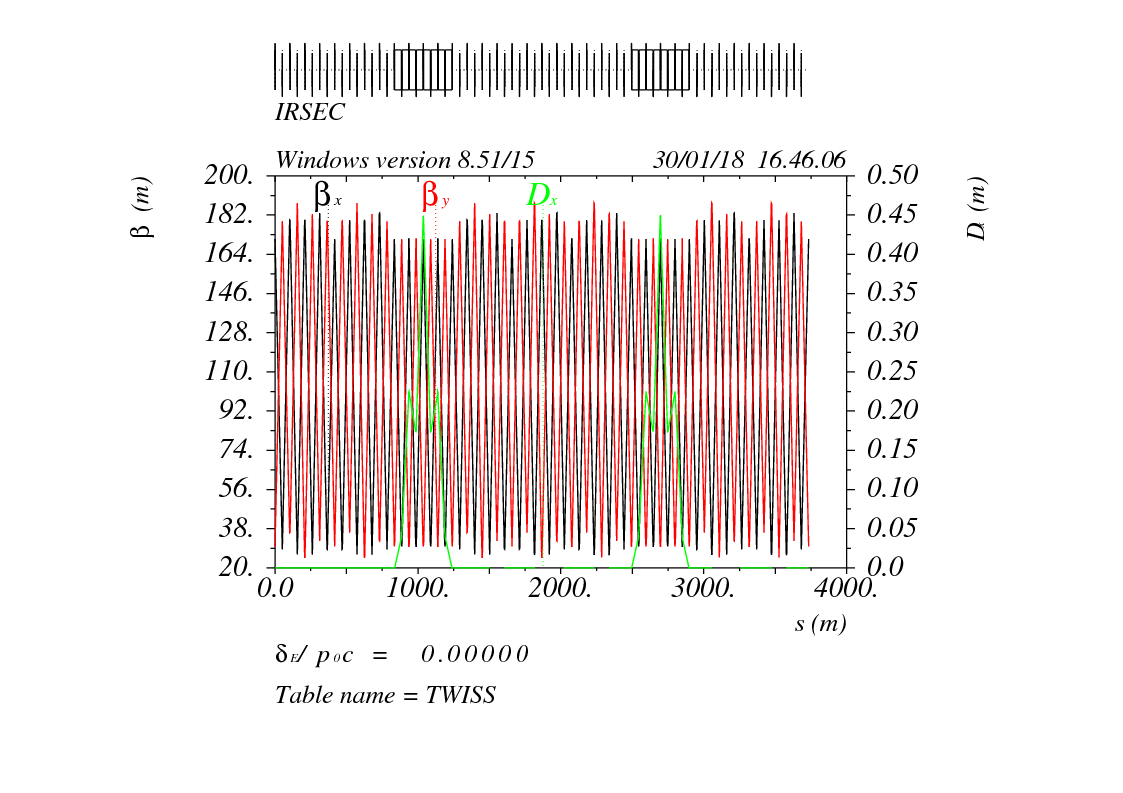 IRSEC
Windows version 8.51/15 30/01/18 16.46.06
β (m)
D (m)
200. 0.50
βx βy Dx
182. 0.45
164. 0.40
146. 0.35
128. 0.30
110. 0.25
92. 0.20
74. 0.15
56. 0.10
38. 0.05
20. 0.0
0.0 1000. 2000. 3000. 4000.
s (m)
δE/ p0c = 0.00000
Table name = TWISS